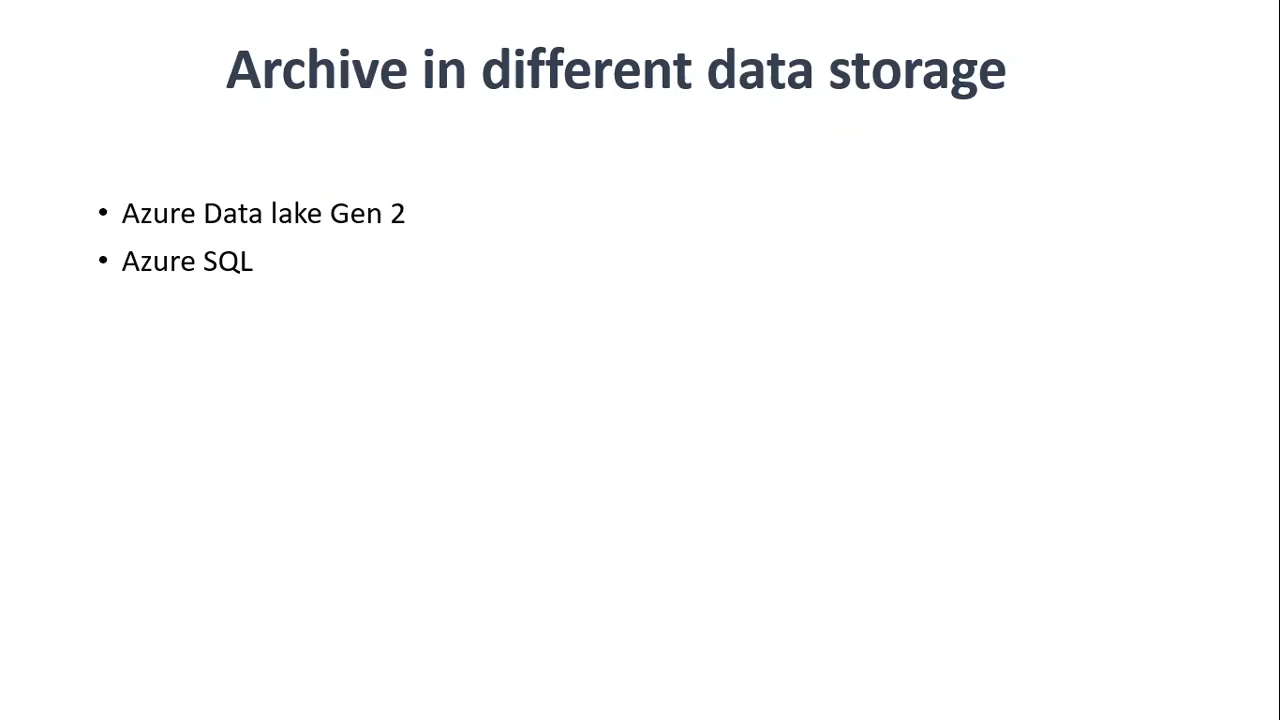 Archive in different data storage
• Azure Data lake Gen 2
• Azure SQL